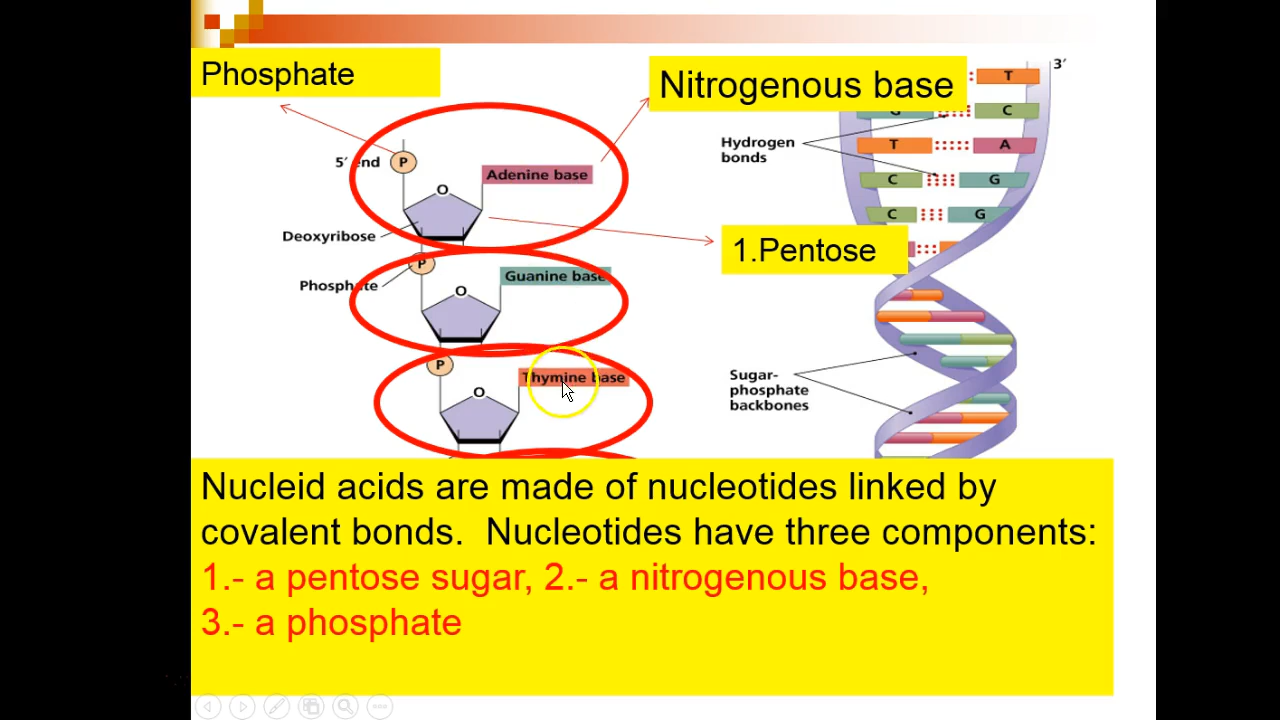 Phosphate
Nitrogenous base
5′ end
P
O
Adenine base
Deoxyribose
P
Phosphate
O
Guanine base
P
O
Thymine base
1.Pentose
3′
T
G C
Hydrogen
bonds
T A
C G
C G
Sugar-
phosphate
backbones
Nucleid acids are made of nucleotides linked by
covalent bonds. Nucleotides have three components:
1.- a pentose sugar, 2.- a nitrogenous base,
3.- a phosphate